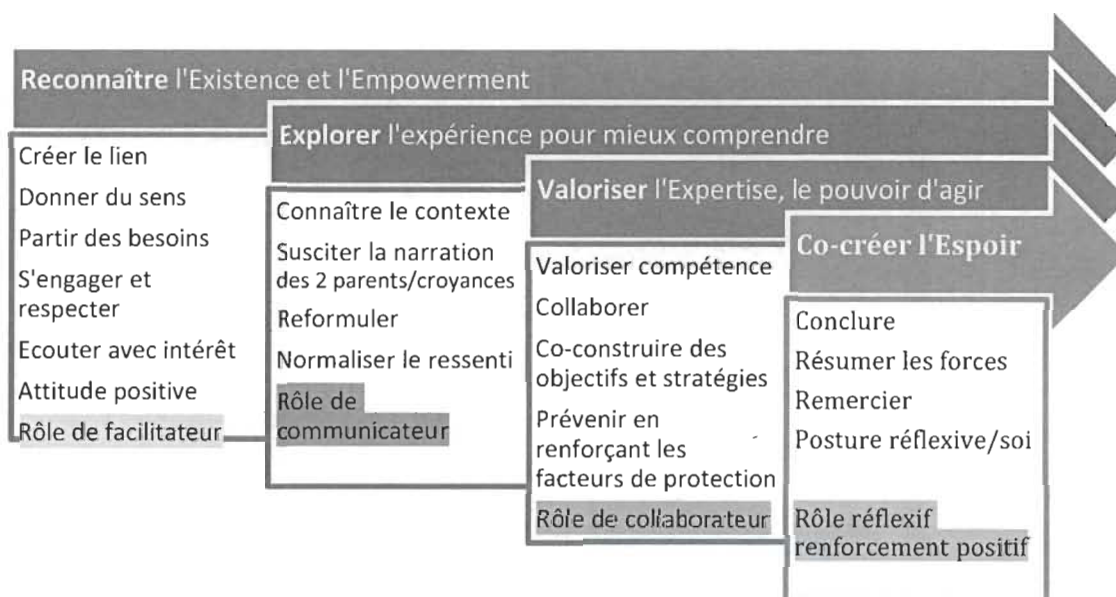 Reconnaître l'Existence et l'Empowerment
Créer le lien
Donner du sens
Partir des besoins
S'engager et
respecter
Ecouter avec intérêt
Attitude positive
Rôle de facilitateur
Explorer l'expérience pour mieux comprendre
Connaître le contexte
Susciter la narration
des 2 parents/croyances
Reformuler
Normaliser le ressenti
Rôle de
communicateur
Valoriser l'Expertise, le pouvoir d'agir
Valoriser compétence
Collaborer
Co-construire des
objectifs et stratégies
Prévenir en
renforçant les
facteurs de protection
Rôle de collaborateur
Co-créer l'Espoir
Conclure
Résumer les forces
Remercier
Posture réflexive/soi
Rôle réflexif
renforcement positif